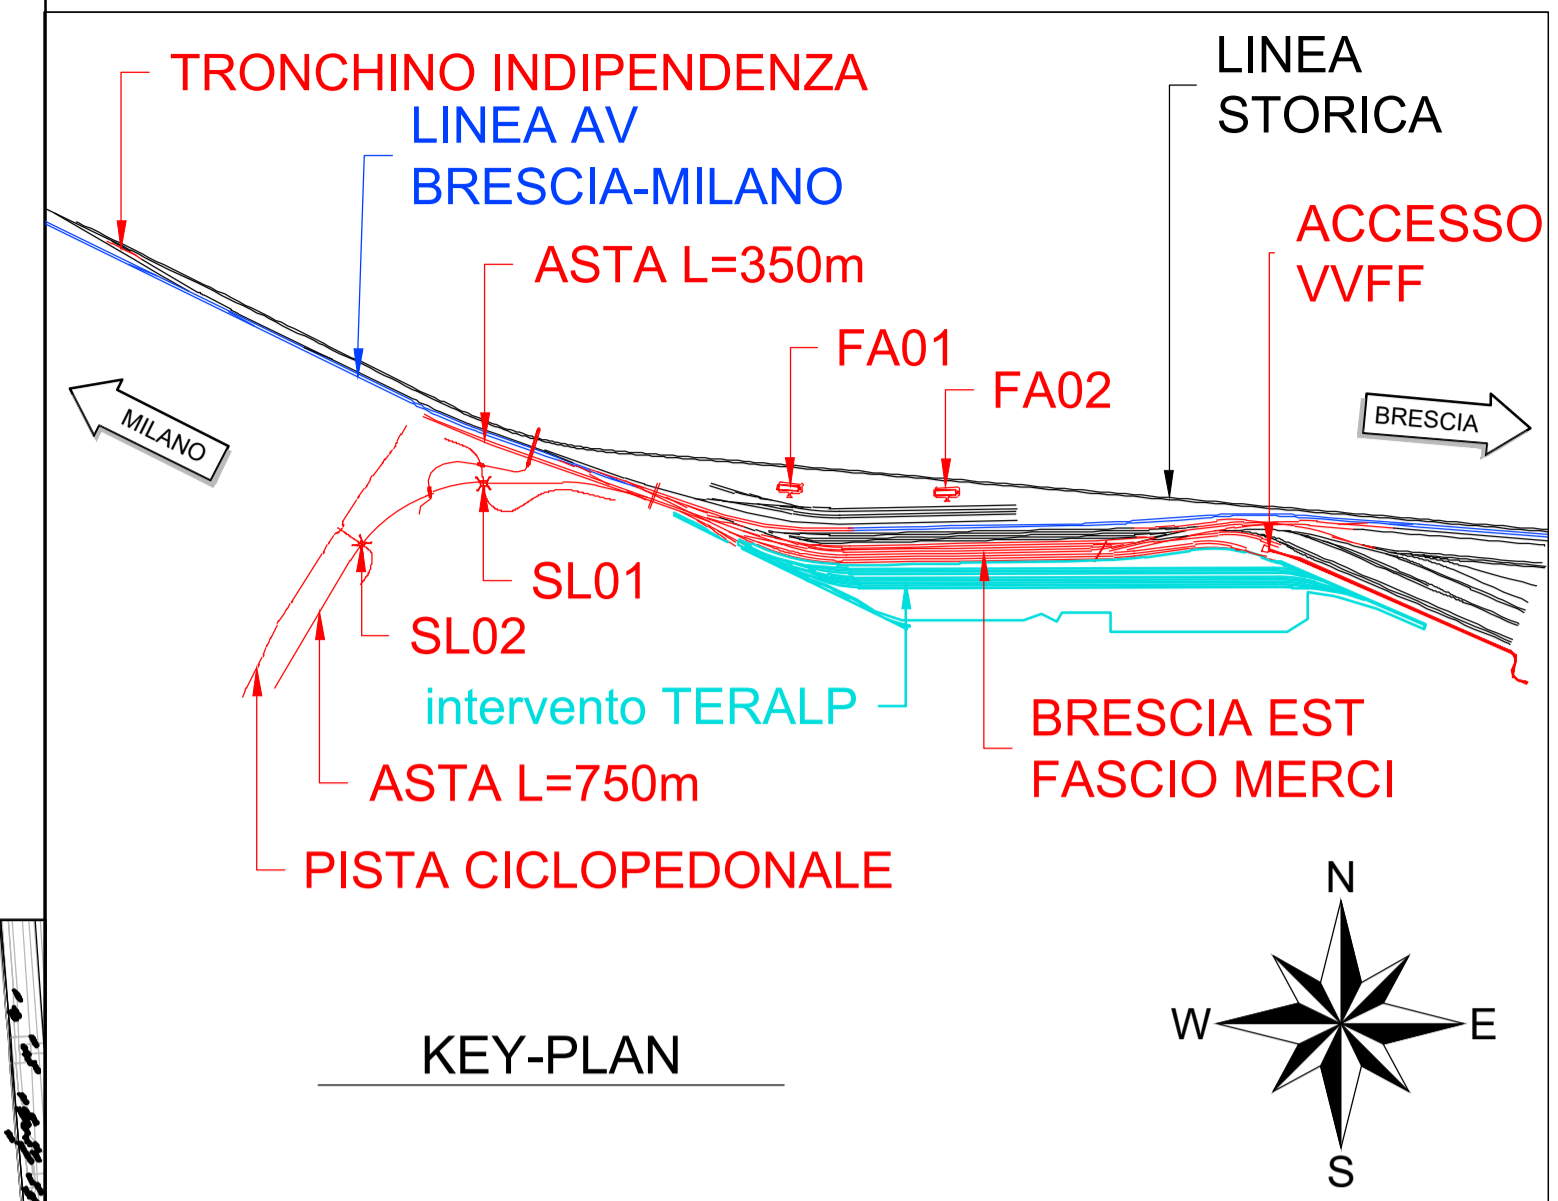 TRONCHINO INDIPENDENZA
LINEA AV
BRESCIA-MILANO
LINEA
STORICA
ASTA L=350m
ACCESSO
VVFF
FA01
FA02
MILANO
BRESCIA
SL01
SL02
intervento TERALP
BRESCIA EST
FASCIO MERCI
ASTA L=750m
PISTA CICLOPEDONALE
KEY-PLAN
N
W
E
S